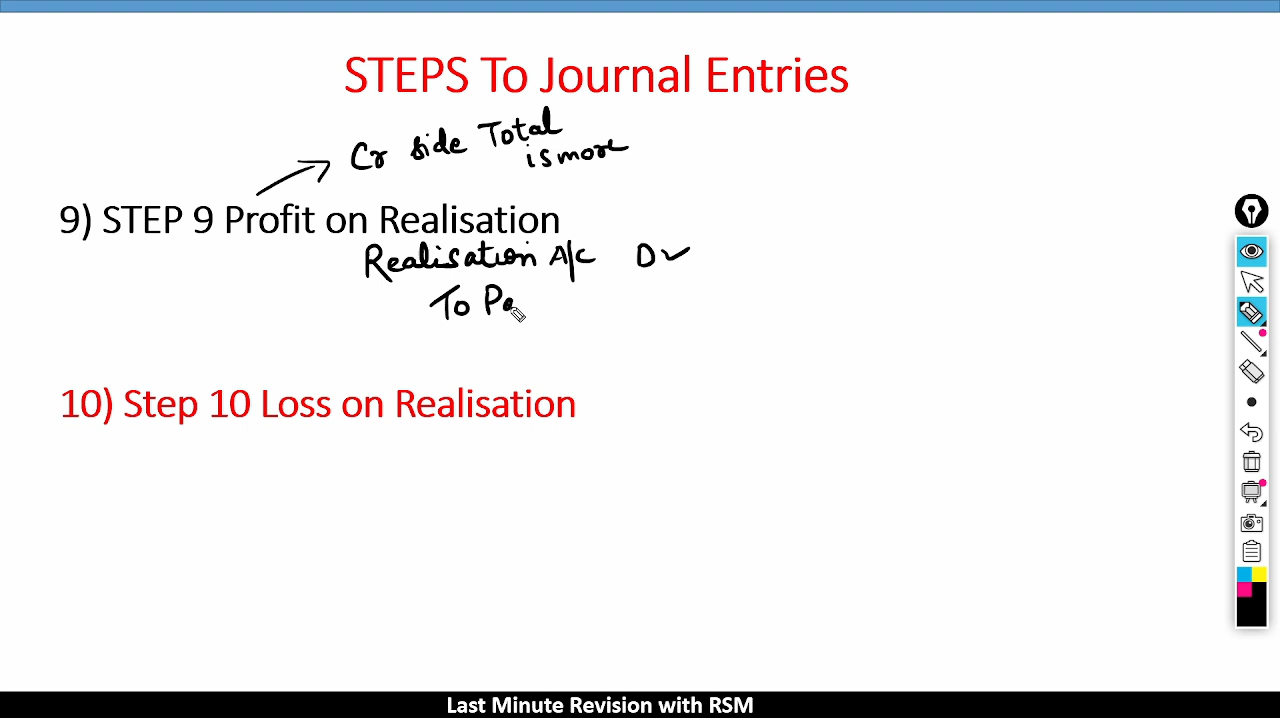 STEPS To Journal Entries
Cr side Total
is more
9) STEP 9 Profit on Realisation
Realisation A/c Dr
To Pa
10) Step 10 Loss on Realisation
Last Minute Revision with RSM